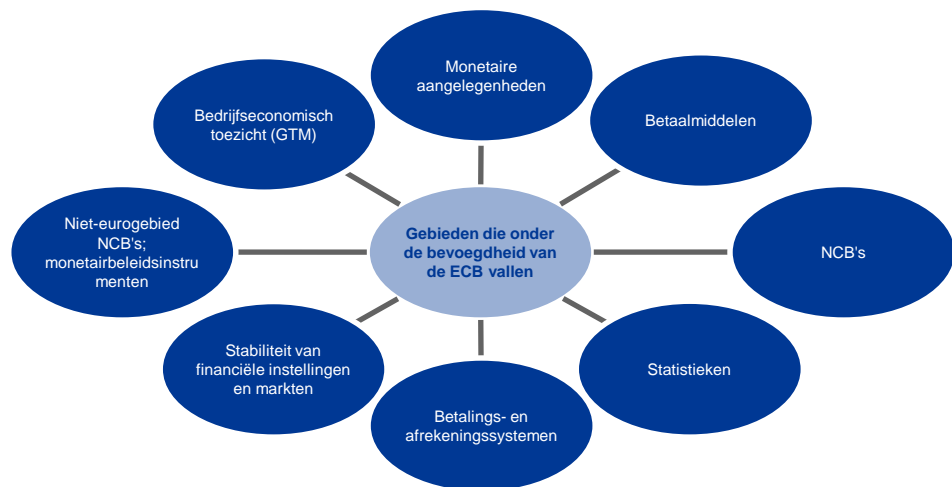 Monetaire
aangelegenheden
Betaalmiddelen
NCB's
Statistieken
Betalings- en
afrekeningssystemen
Stabiliteit van
financiële instellingen
en markten
Niet-eurogebied
NCB's;
monetairbeleidsinstru
menten
Bedrijfseconomisch
toezicht (GTM)
Gebieden die onder
de bevoegdheid van
de ECB vallen